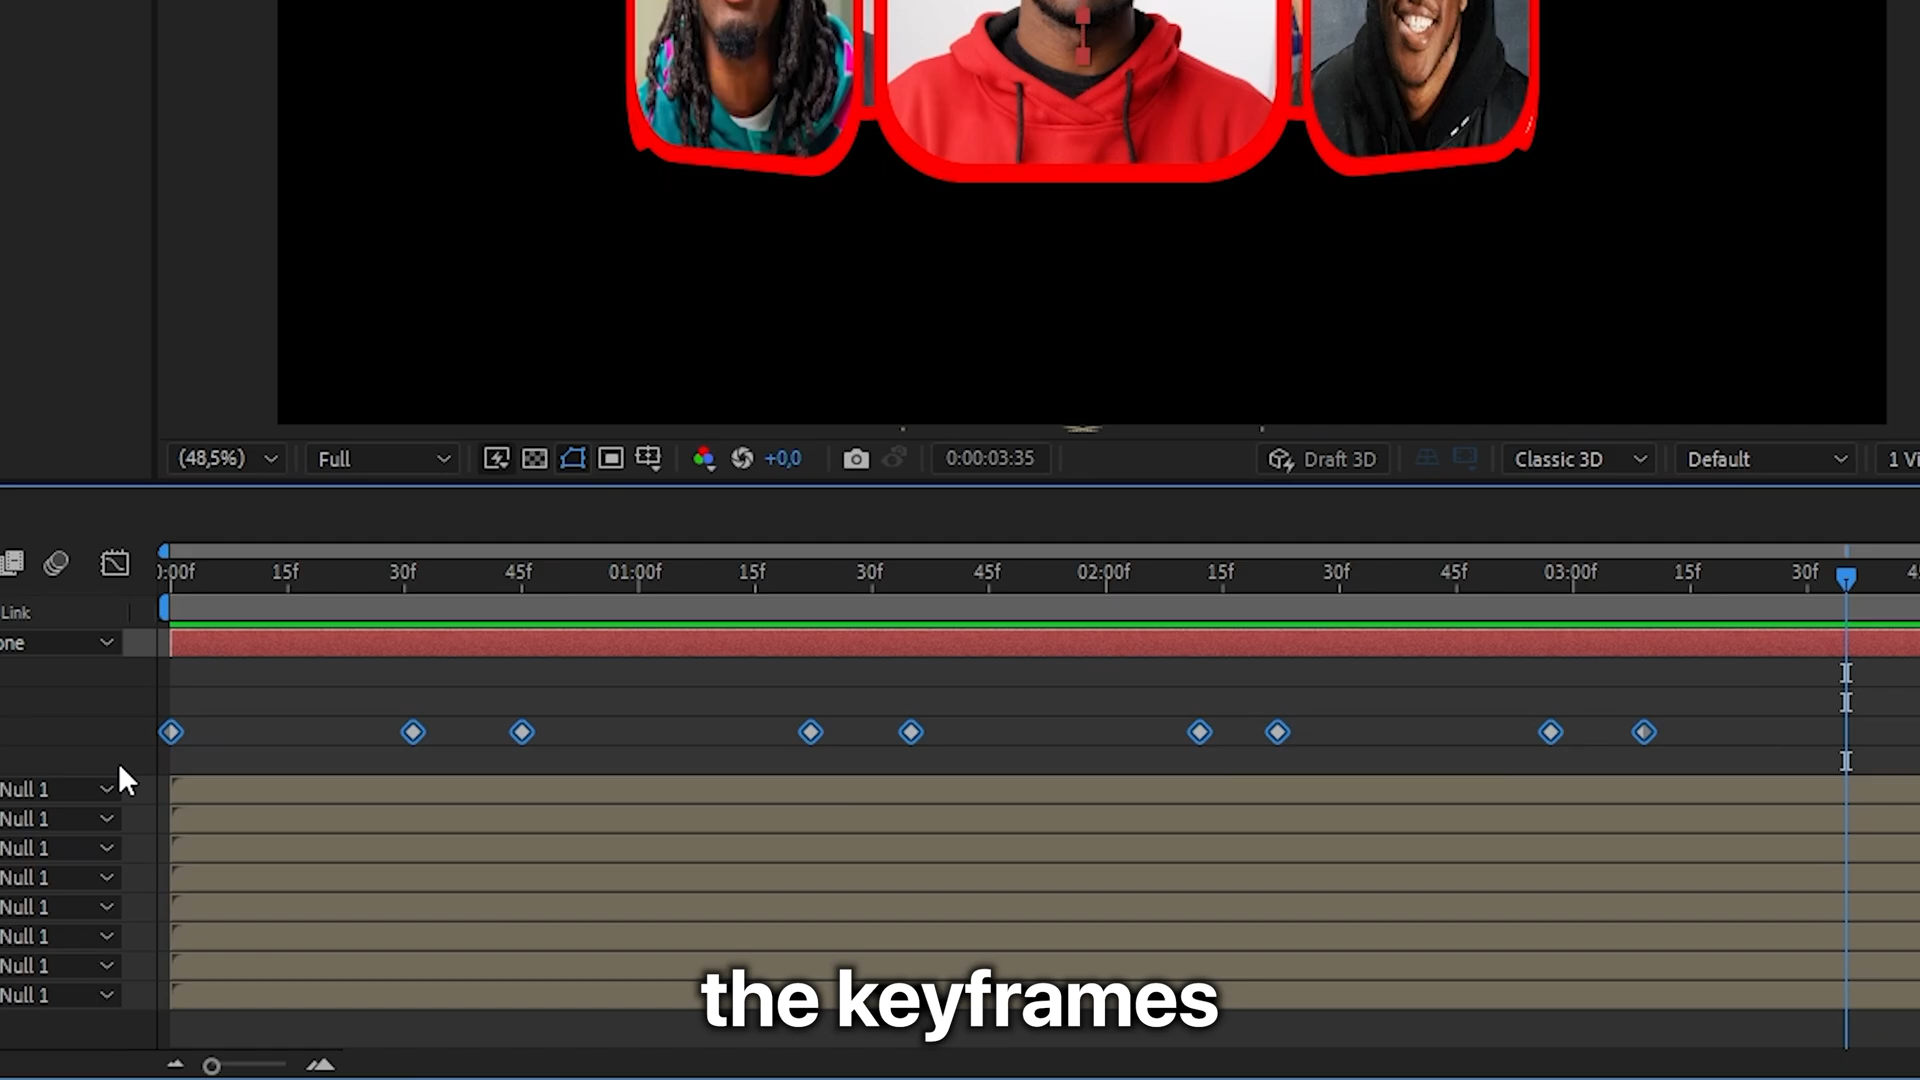 (48,5%) Full +0,0 0:00:03:35 Draft 3D Classic 3D Default 1 Vi
):00f 15f 30f 45f 01:00f 15f 30f 45f 02:00f 15f 30f 45f 03:00f 15f 30f 45
Link
one
Null 1
Null 1
Null 1
Null 1
Null 1
Null 1
Null 1
Null 1
the keyframes